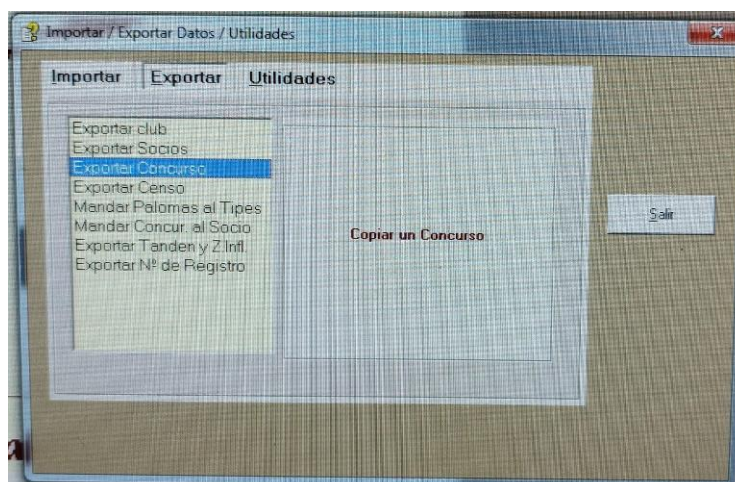 Importar / Exportar Datos / Utilidades
Importar Exportar Utilidades
Exportar club
Exportar Socios
Exportar Concurso
Exportar Censo
Mandar Palomas al Tipes
Mandar Concur. al Socio
Exportar Tanden y Z.Infl.
Exportar Nº de Registro
Copiar un Concurso
Salir